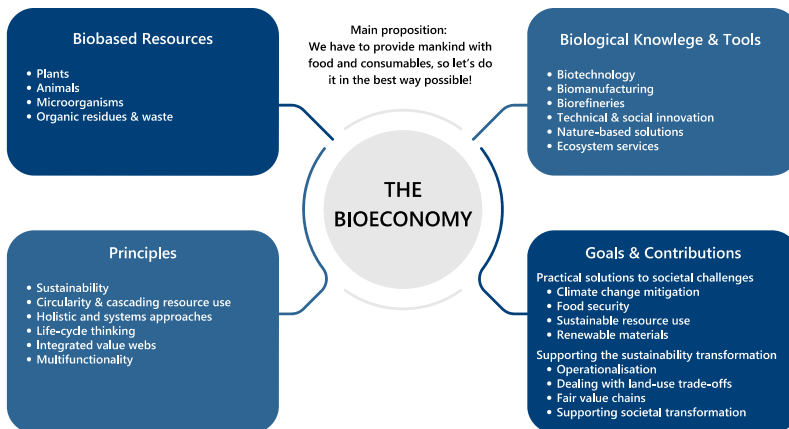 Biobased Resources
• Plants
• Animals
• Microorganisms
• Organic residues & waste
Main proposition:
We have to provide mankind with
food and consumables, so let's do
it in the best way possible!
Biological Knowlege & Tools
• Biotechnology
• Biomanufacturing
• Biorefineries
• Technical & social innovation
• Nature-based solutions
• Ecosystem services
THE
BIOECONOMY
Principles
• Sustainability
• Circularity & cascading resource use
• Holistic and systems approaches
• Life-cycle thinking
• Integrated value webs
• Multifunctionality
Goals & Contributions
Practical solutions to societal challenges
• Climate change mitigation
• Food security
• Sustainable resource use
• Renewable materials
Supporting the sustainability transformation
• Operationalisation
• Dealing with land-use trade-offs
• Fair value chains
• Supporting societal transformation